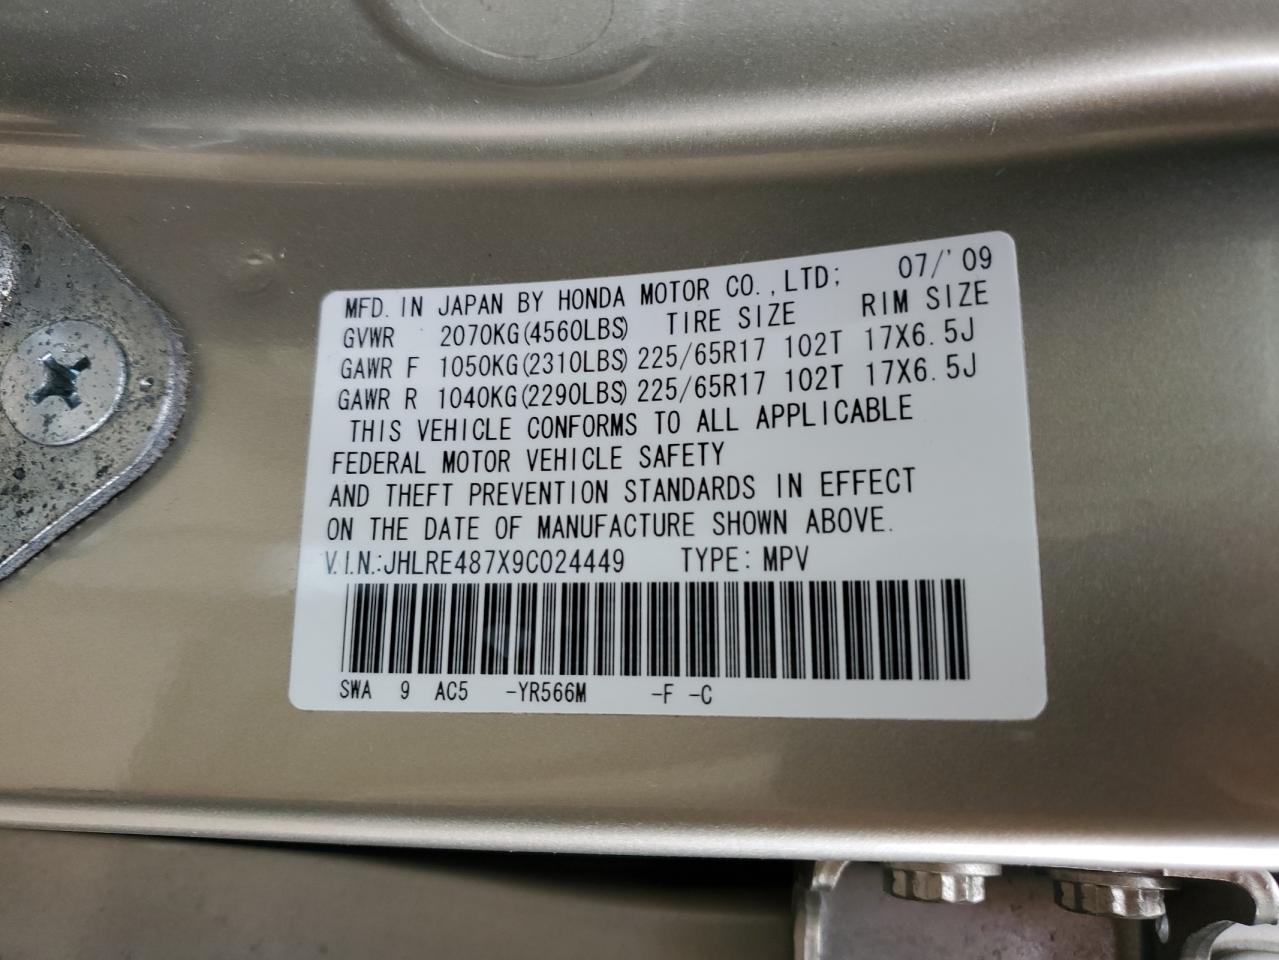 MFD. IN JAPAN BY HONDA MOTOR CO.,LTD; 07/'09
GVWR 2070KG(4560LBS) TIRE SIZE RIM SIZE
GAWR F 1050KG(2310LBS) 225/65R17 102T 17X6.5J
GAWR R 1040KG(2290LBS) 225/65R17 102T 17X6.5J
THIS VEHICLE CONFORMS TO ALL APPLICABLE
FEDERAL MOTOR VEHICLE SAFETY
AND THEFT PREVENTION STANDARDS IN EFFECT
ON THE DATE OF MANUFACTURE SHOWN ABOVE.
V.I.N.:JHLRE487X9C024449 TYPE: MPV
SWA 9 AC5 -YR566M -F -C